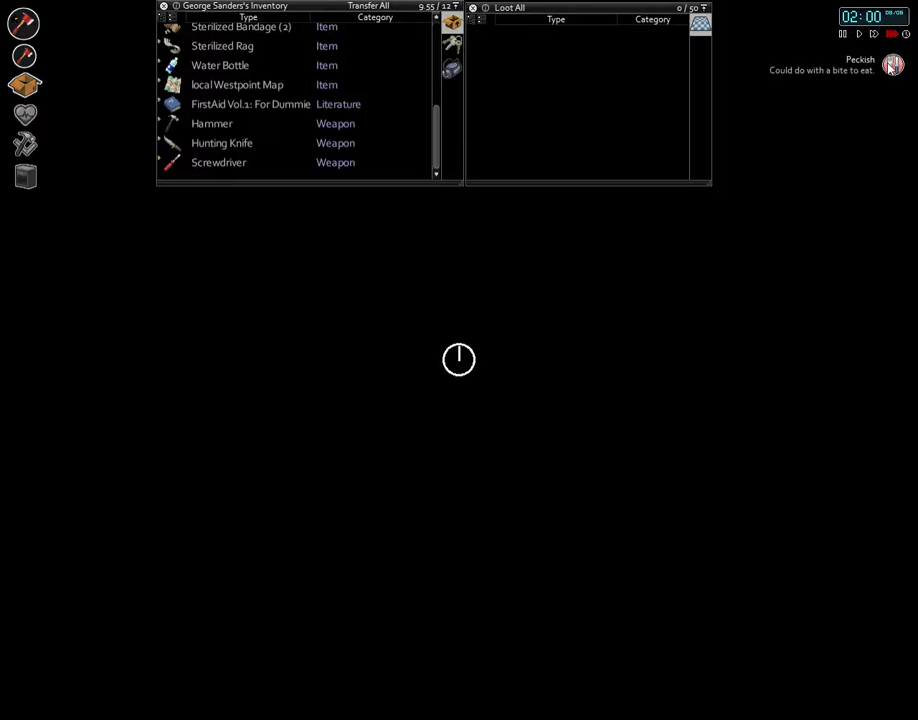 George Sanders's Inventory Transfer All 9.55 / 12
Type Category
Sterilized Bandage (2) Item
Sterilized Rag Item
Water Bottle Item
local Westpoint Map Item
FirstAid Vol.1: For Dummie Literature
Hammer Weapon
Hunting Knife Weapon
Screwdriver Weapon
Loot All 0 / 50
Type Category
02:00
Peckish
Could do with a bite to eat.